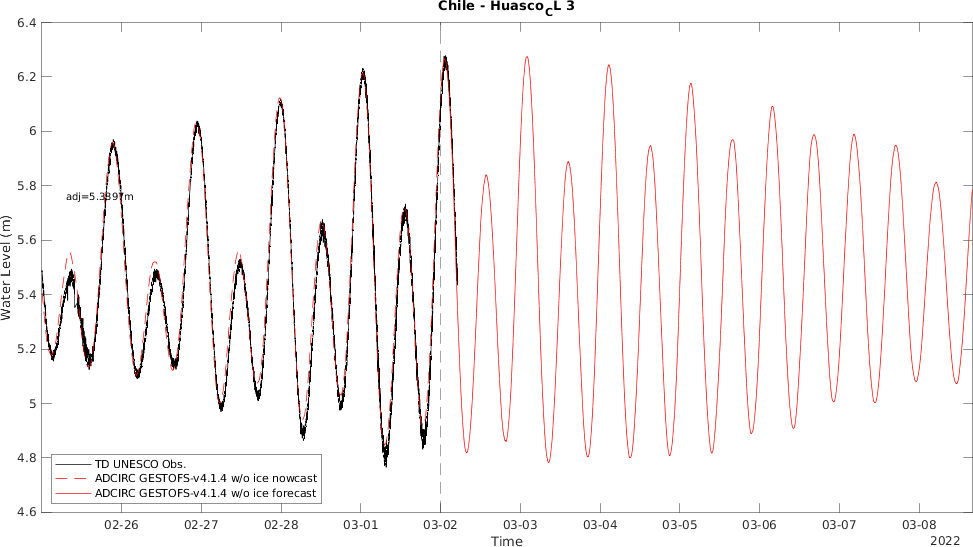 Chile - HuascoCL 3
6.4
6.2
6
5.8
5.6
5.4
5.2
5
4.8
4.6
Water Level (m)
adj=5.3397m
TD UNESCO Obs.
ADCIRC GESTOFS-v4.1.4 w/o ice nowcast
ADCIRC GESTOFS-v4.1.4 w/o ice forecast
02-26 02-27 02-28 03-01 03-02 03-03 03-04 03-05 03-06 03-07 03-08
Time
2022